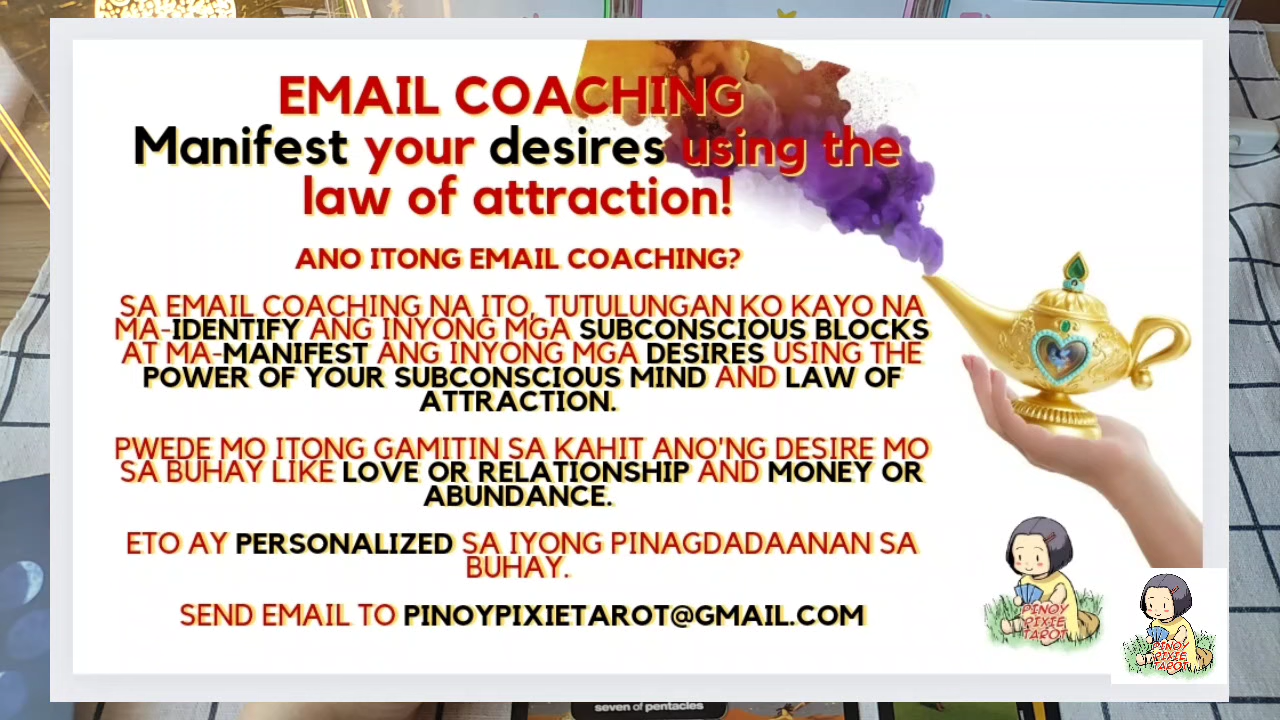 EMAIL COACHING
Manifest your desires using the
law of attraction!
ANO ITONG EMAIL COACHING?
SA EMAIL COACHING NA ITO, TUTULUNGAN KO KAYO NA
MA-IDENTIFY ANG INYONG MGA SUBCONSCIOUS BLOCKS
AT MA-MANIFEST ANG INYONG MGA DESIRES USING THE
POWER OF YOUR SUBCONSCIOUS MIND AND LAW OF
ATTRACTION.
PWEDE MO ITONG GAMITIN SA KAHIT ANO'NG DESIRE MO
SA BUHAY LIKE LOVE OR RELATIONSHIP AND MONEY OR
ABUNDANCE.
ETO AY PERSONALIZED SA IYONG PINAGDADAANAN SA
BUHAY.
SEND EMAIL TO PINOYPIXIETAROT@GMAIL.COM
PINOY
PIXIE
TAROT
PINOY
PIXIE
TAROT
seven of pentacles